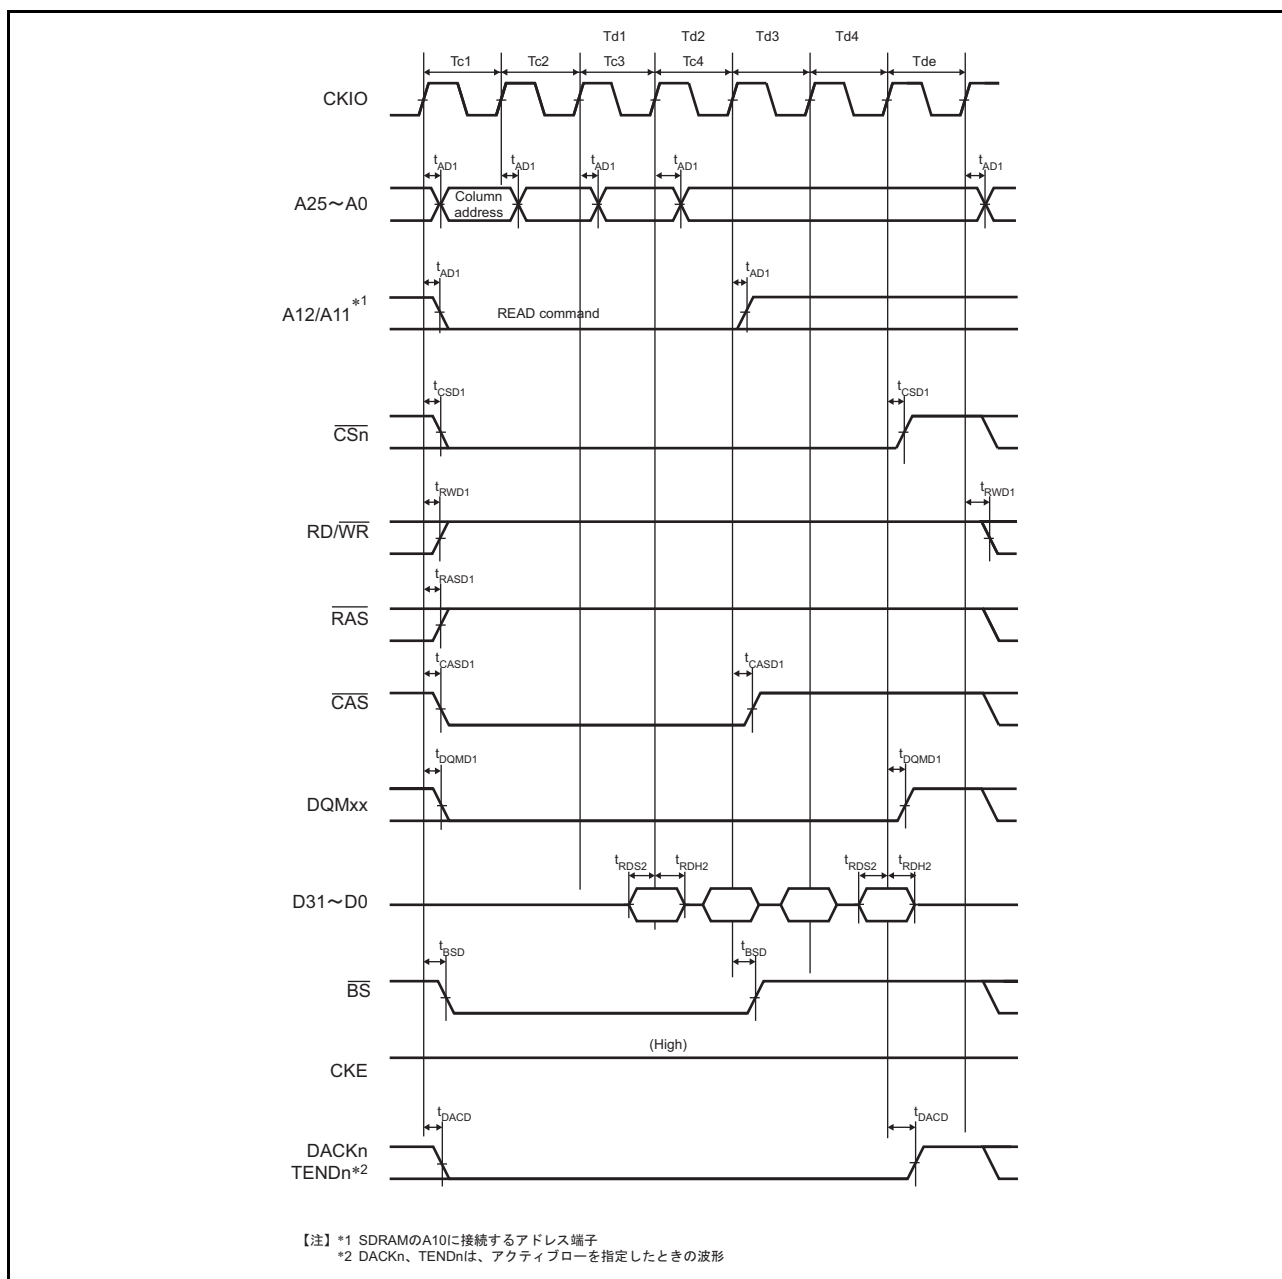 Td1 Td2 Td3 Td4
Tc1 Tc2 Tc3 Tc4 Tde
CKIO
tAD1 tAD1 tAD1 tAD1 tAD1
A25～A0
Column
address
tAD1 tAD1
A12/A11*1
READ command
tCSD1 tCSD1
CSn
tRWD1 tRWD1
RD/WR
tRASD1
RAS
tCASD1 tCASD1
CAS
tDQMD1 tDQMD1
DQMxx
tRDS2 tRDH2 tRDS2 tRDH2
D31～D0
tBSD tBSD
BS
(High)
CKE
tDACD tDACD
DACKn
TENDn*2
【注】*1 SDRAMのA10に接続するアドレス端子
*2 DACKn、TENDnは、アクティブローを指定したときの波形